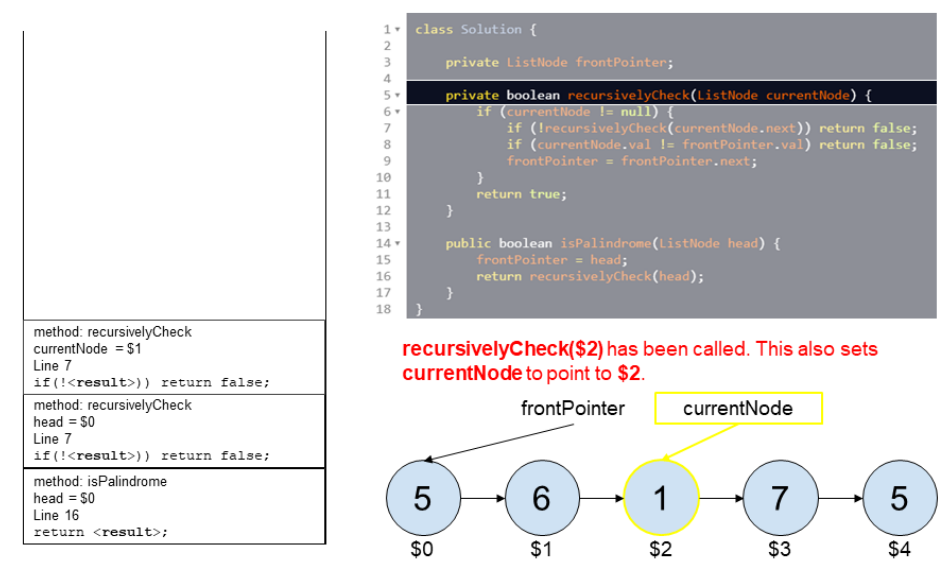 1 class Solution {
2
3 private ListNode frontPointer;
4
5 private boolean recursivelyCheck(ListNode currentNode) {
6 if (currentNode != null) {
7 if (!recursivelyCheck(currentNode.next)) return false;
8 if (currentNode.val != frontPointer.val) return false;
9 frontPointer = frontPointer.next;
10 }
11 return true;
12 }
13
14 public boolean isPalindrome(ListNode head) {
15 frontPointer = head;
16 return recursivelyCheck(head);
17 }
18 }
method: recursivelyCheck
currentNode = $1
Line 7
if(!<result>)) return false;
method: recursivelyCheck
head = $0
Line 7
if(!<result>)) return false;
method: isPalindrome
head = $0
Line 16
return <result>;
recursivelyCheck($2) has been called. This also sets
currentNode to point to $2.
frontPointer currentNode
5 6 1 7 5
$0 $1 $2 $3 $4